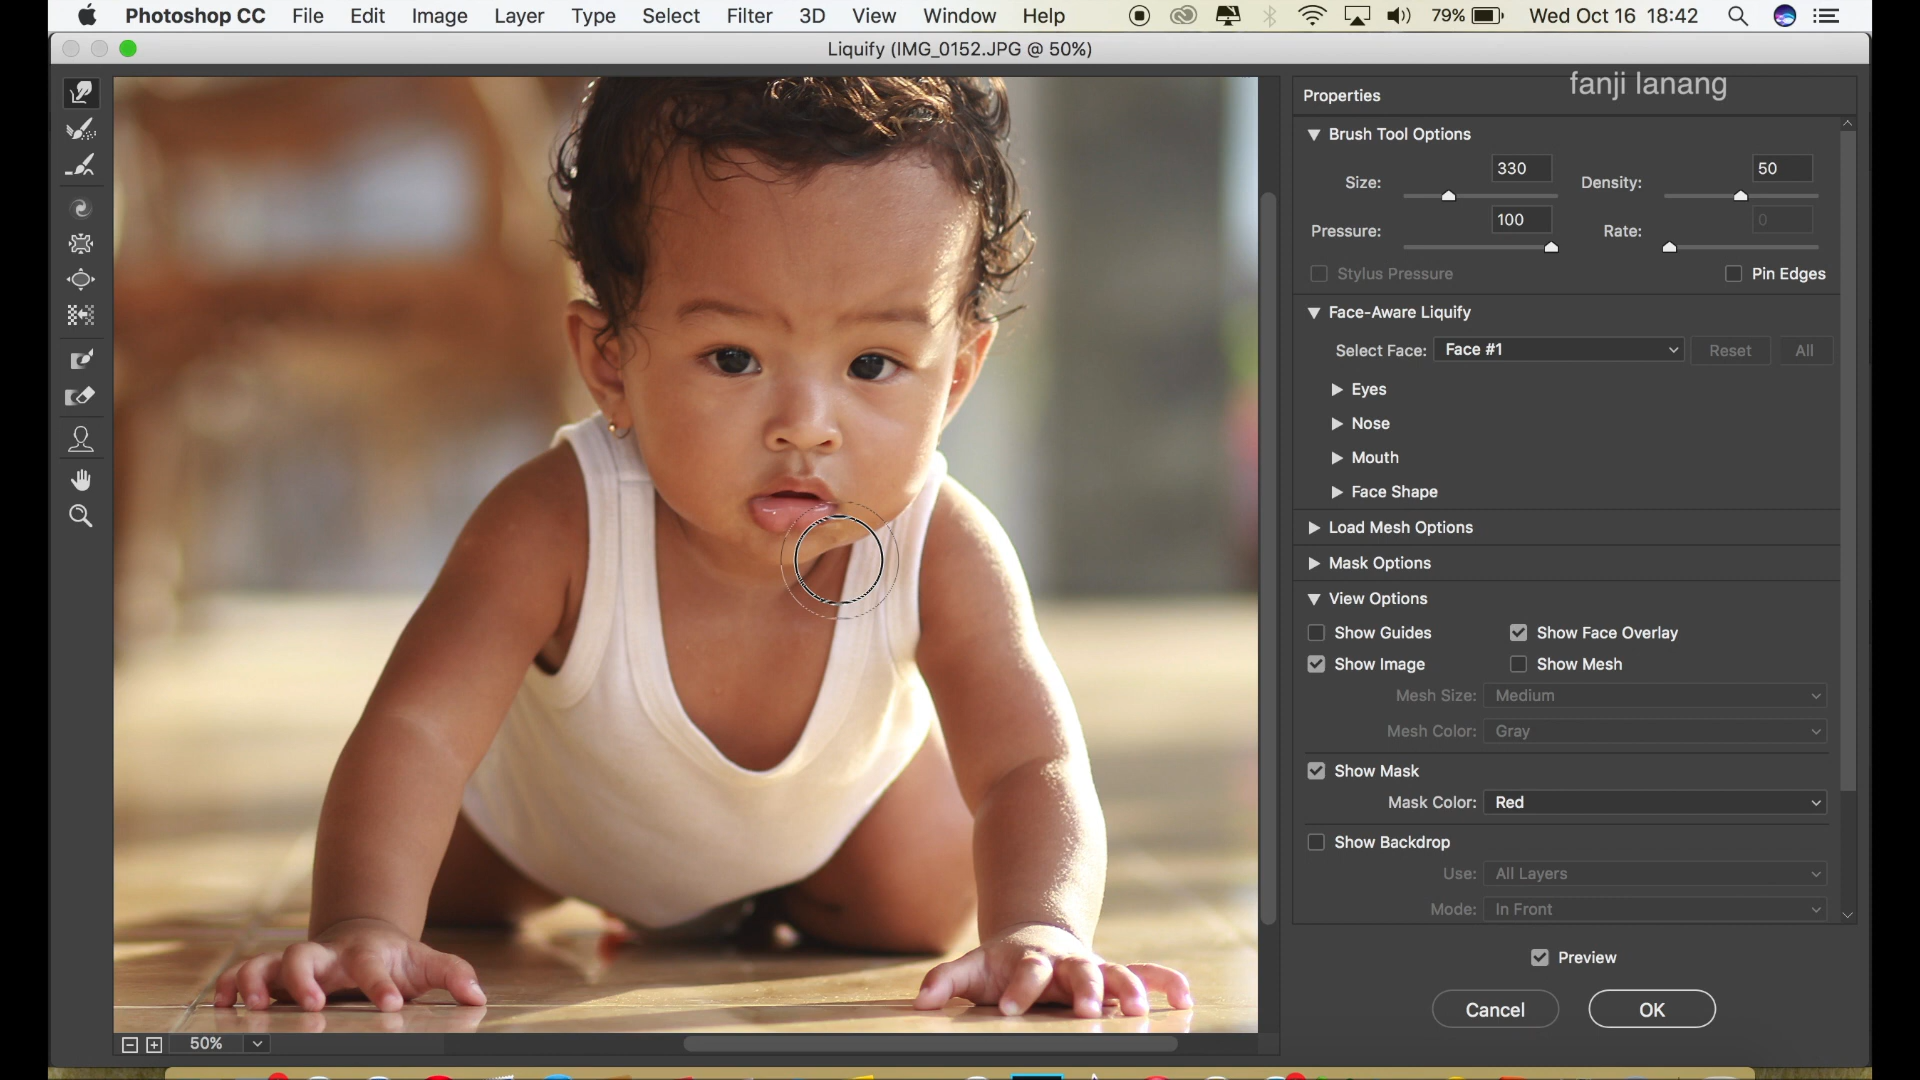 Photoshop CC File Edit Image Layer Type Select Filter 3D View Window Help 79% Wed Oct 16 18:42
Liquify (IMG_0152.JPG @ 50%)
fanji lanang
Properties
Brush Tool Options
Size: 330 Density: 50
Pressure: 100 Rate: 0
Stylus Pressure Pin Edges
Face-Aware Liquify
Select Face: Face #1 Reset All
Eyes
Nose
Mouth
Face Shape
Load Mesh Options
Mask Options
View Options
Show Guides Show Face Overlay
Show Image Show Mesh
Mesh Size: Medium
Mesh Color: Gray
Show Mask
Mask Color: Red
Show Backdrop
Use: All Layers
Mode: In Front
Preview
Cancel OK
50%